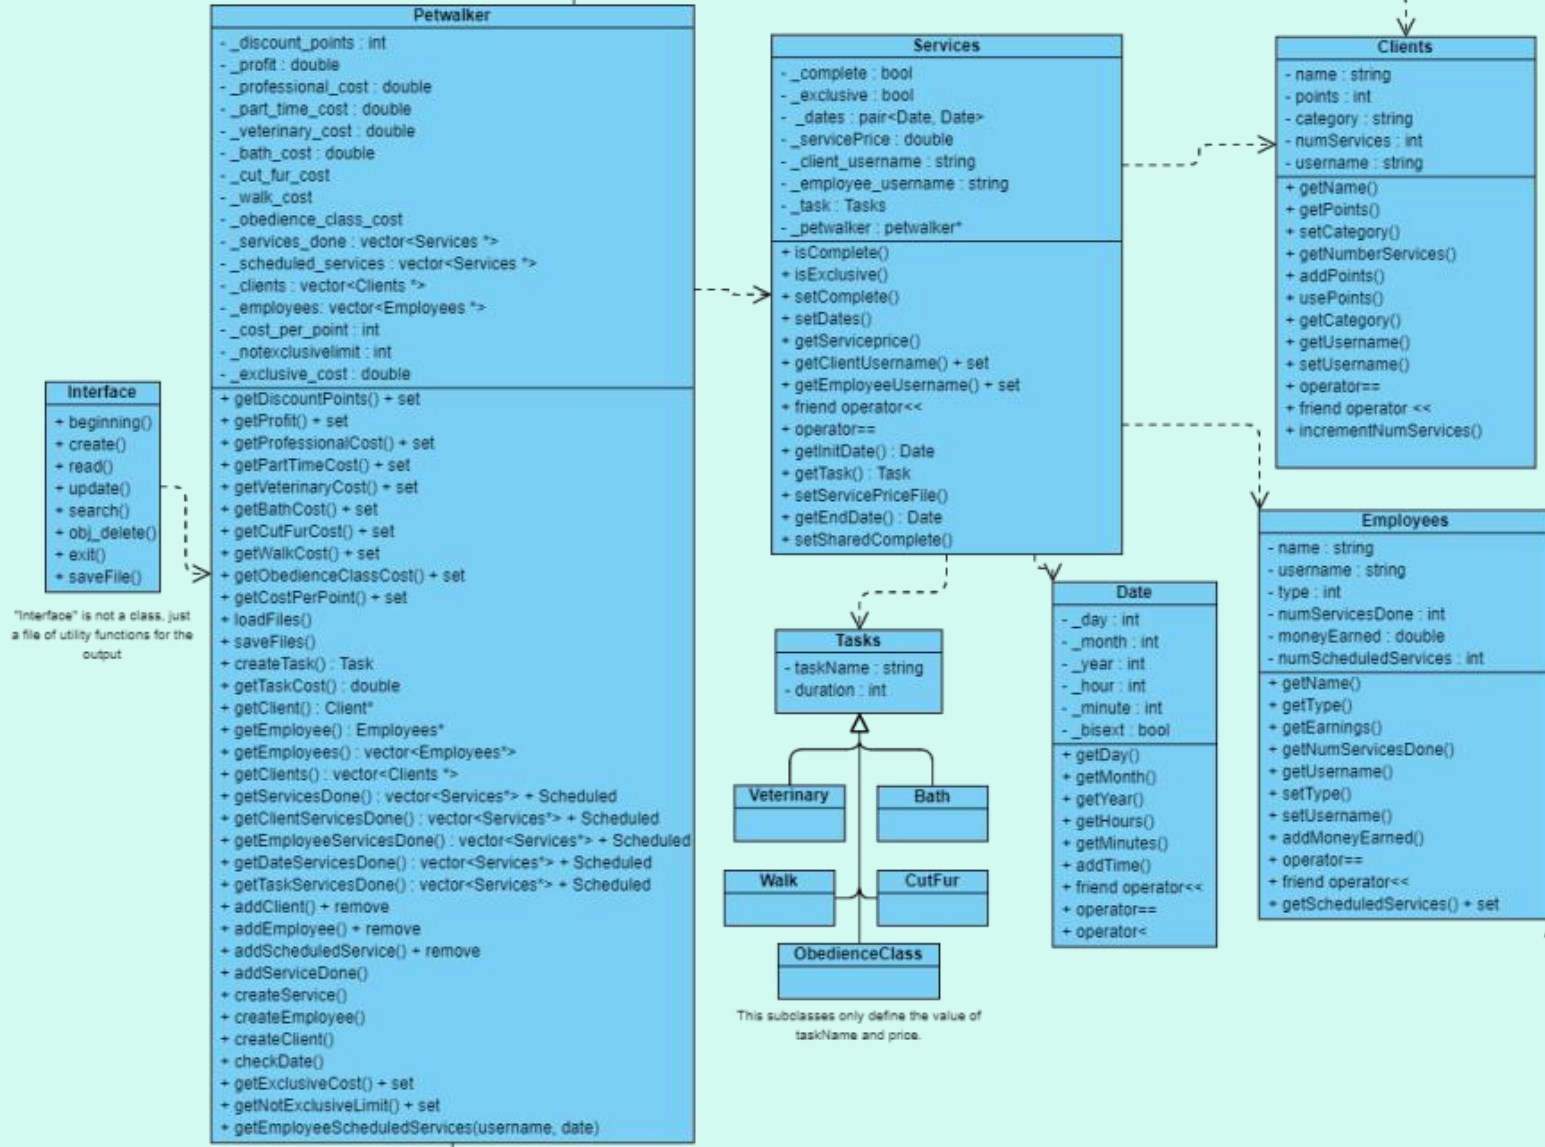 Petwalker
- _discount_points : int
- _profit : double
- _professional_cost : double
- _part_time_cost : double
- _veterinary_cost : double
- _bath_cost : double
- _cut_fur_cost
- _walk_cost
- _obedience_class_cost
- _services_done : vector<Services *>
- _scheduled_services : vector<Services *>
- _clients : vector<Clients *>
- _employees: vector<Employees *>
- _cost_per_point : int
- _notexclusivelimit : int
- _exclusive_cost : double
+ getDiscountPoints() + set
+ getProfit() + set
+ getProfessionalCost() + set
+ getPartTimeCost() + set
+ getVeterinaryCost() + set
+ getBathCost() + set
+ getCutFurCost() + set
+ getWalkCost() + set
+ getObedienceClassCost() + set
+ getCostPerPoint() + set
+ loadFiles()
+ saveFiles()
+ createTask() : Task
+ getTaskCost() : double
+ getClient() : Client*
+ getEmployee() : Employees*
+ getEmployees() : vector<Employees*>
+ getClients() : vector<Clients *>
+ getServicesDone() : vector<Services*> + Scheduled
+ getClientServicesDone() : vector<Services*> + Scheduled
+ getEmployeeServicesDone() : vector<Services*> + Scheduled
+ getDateServicesDone() : vector<Services*> + Scheduled
+ getTaskServicesDone() : vector<Services*> + Scheduled
+ addClient() + remove
+ addEmployee() + remove
+ addScheduledService() + remove
+ addServiceDone()
+ createService()
+ createEmployee()
+ createClient()
+ checkDate()
+ getExclusiveCost() + set
+ getNotExclusiveLimit() + set
+ getEmployeeScheduledServices(username, date)
Interface
+ beginning()
+ create()
+ read()
+ update()
+ search()
+ obj_delete()
+ exit()
+ saveFile()
"Interface" is not a class, just
a file of utility functions for the
output
Services
- _complete : bool
- _exclusive : bool
- _dates : pair<Date, Date>
- _servicePrice : double
- _client_username : string
- _employee_username : string
- _task : Tasks
- _petwalker : petwalker*
+ isComplete()
+ isExclusive()
+ setComplete()
+ setDates()
+ getServiceprice()
+ getClientUsername() + set
+ getEmployeeUsername() + set
+ friend operator<<
+ operator==
+ getInitDate() : Date
+ getTask() : Task
+ setServicePriceFile()
+ getEndDate() : Date
+ setSharedComplete()
Clients
- name : string
- points : int
- category : string
- numServices : int
- username : string
+ getName()
+ getPoints()
+ setCategory()
+ getNumberServices()
+ addPoints()
+ usePoints()
+ getCategory()
+ getUsername()
+ setUsername()
+ operator==
+ friend operator <<
+ incrementNumServices()
Employees
- name : string
- username : string
- type : int
- numServicesDone : int
- moneyEarned : double
- numScheduledServices : int
+ getName()
+ getType()
+ getEarnings()
+ getNumServicesDone()
+ getUsername()
+ setType()
+ setUsername()
+ addMoneyEarned()
+ operator==
+ friend operator<<
+ getScheduledServices() + set
Date
- _day : int
- _month : int
- _year : int
- _hour : int
- _minute : int
- _bisext : bool
+ getDay()
+ getMonth()
+ getYear()
+ getHours()
+ getMinutes()
+ addTime()
+ friend operator<<
+ operator==
+ operator<
Tasks
- taskName : string
- duration : int
Veterinary
Bath
Walk
CutFur
ObedienceClass
This subclasses only define the value of
taskName and price.